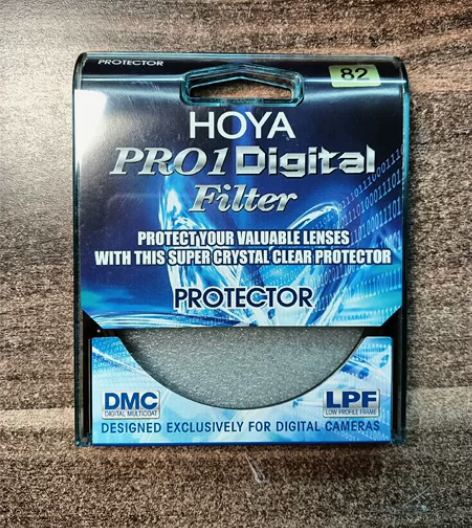 PROTECTOR
82
HOYA
PRO1 Digital
Filter
PROTECT YOUR VALUABLE LENSES
WITH THIS SUPER CRYSTAL CLEAR PROTECTOR
PROTECTOR
DMC
DIGITAL MULTICOAT
LPF
LOW PROFILE FRAME
DESIGNED EXCLUSIVELY FOR DIGITAL CAMERAS